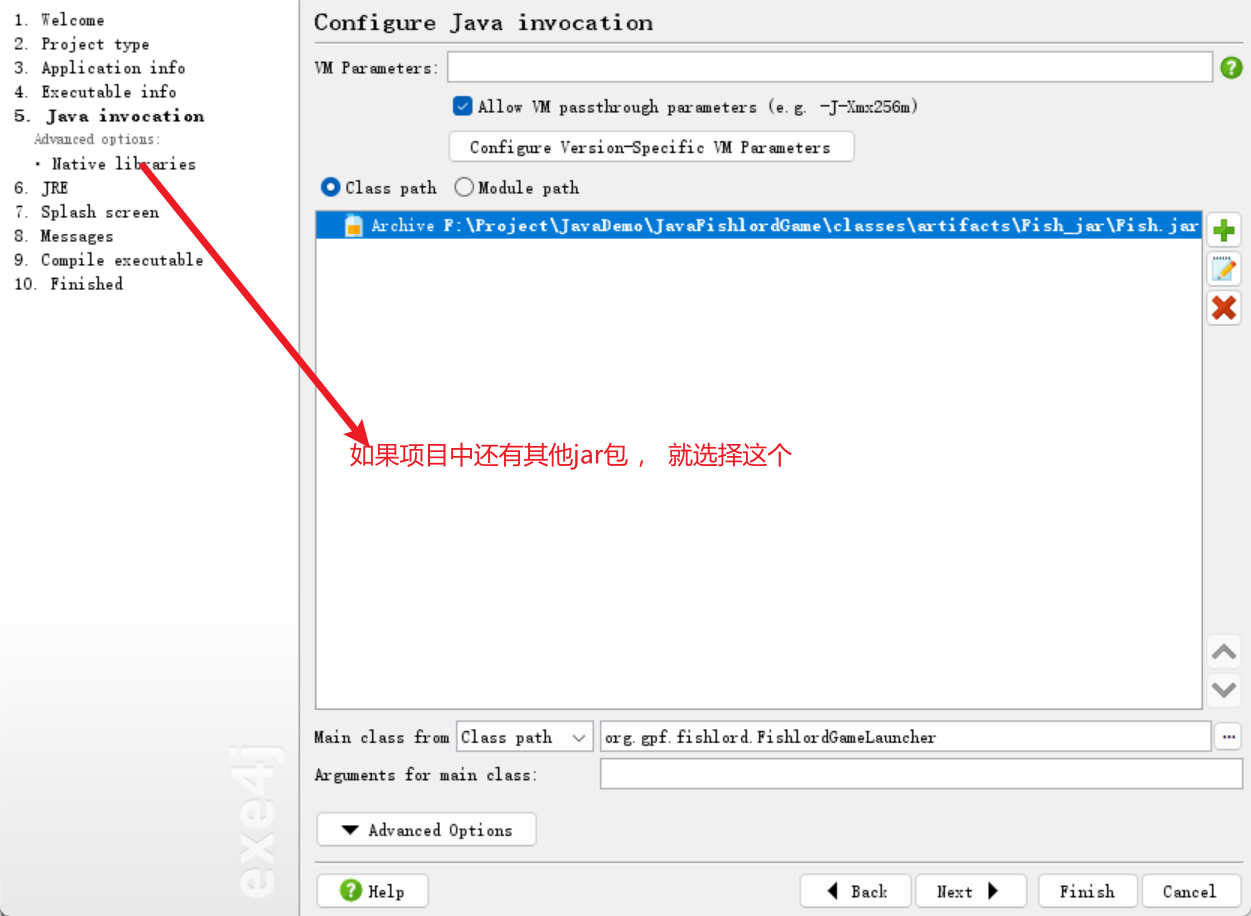 1. Welcome
2. Project type
3. Application info
4. Executable info
5. Java invocation
Advanced options:
· Native libraries
6. JRE
7. Splash screen
8. Messages
9. Compile executable
10. Finished
exe4j
Configure Java invocation
VM Parameters:
Allow VM passthrough parameters (e.g. -J-Xmx256m)
Configure Version-Specific VM Parameters
Class path Module path
Archive F:\Project\JavaDemo\JavaFishlordGame\classes\artifacts\Fish_jar\Fish.jar
如果项目中还有其他jar包， 就选择这个
Main class from Class path org.gpf.fishlord.FishlordGameLauncher ...
Arguments for main class:
Advanced Options
Help Back Next Finish Cancel